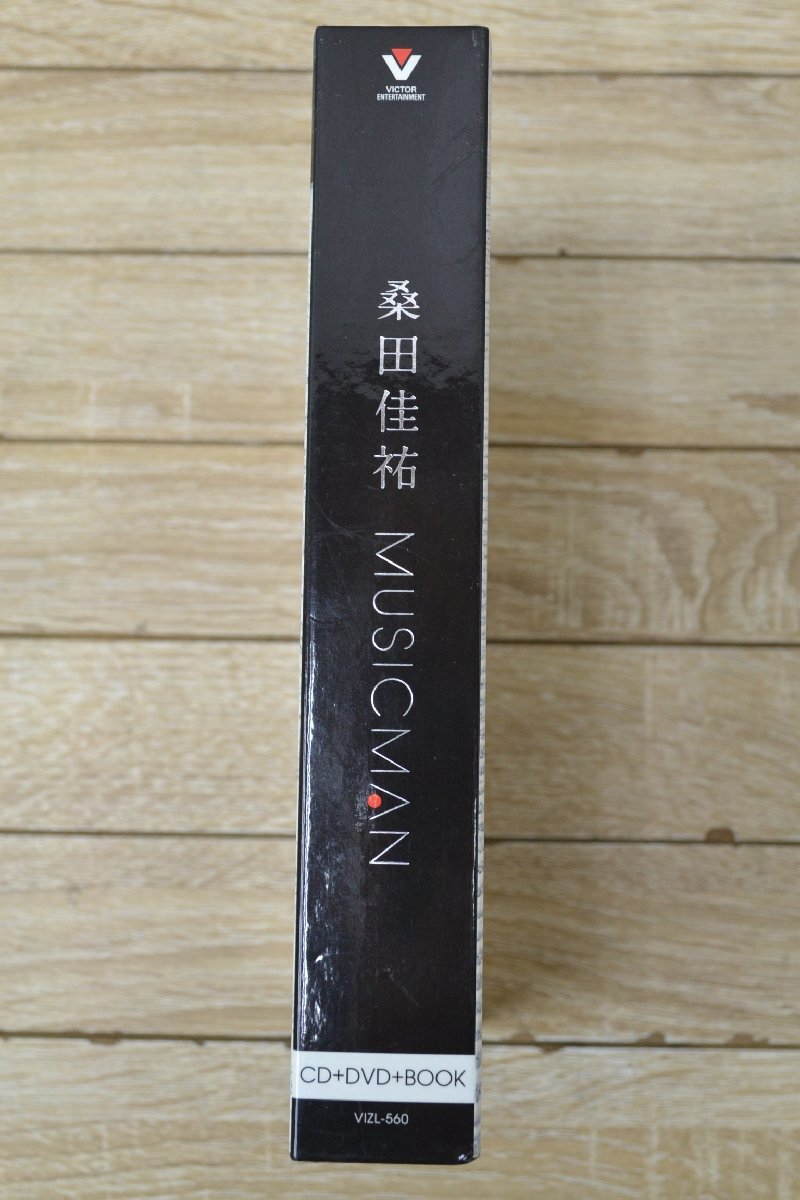 VICTOR
ENTERTAINMENT
桑田佳祐 MUSICMAN
CD+DVD+BOOK
VIZL-560